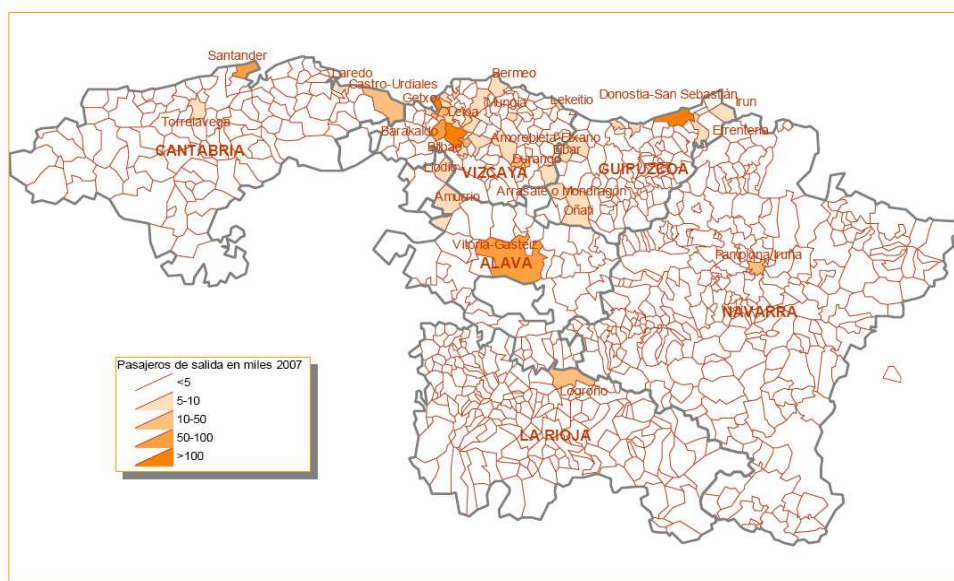 Santander
Laredo
Castro-Urdiales
Getxo
Bermeo
Mungia
Leioa
Lekeitio
Donostia-San Sebastián
Irun
Errenteria
Torrelavega
CANTABRIA
Barakaldo
Bilbao
Amorebieta-Etxano
Eibar
Durango
Llodio
VIZCAYA
GUIPUZCOA
Amurrio
Arrasate o Mondragón
Oñati
Vitoria-Gasteiz
ALAVA
Pamplona/Iruña
NAVARRA
Logroño
LA RIOJA
Pasajeros de salida en miles 2007
<5
5-10
10-50
50-100
>100